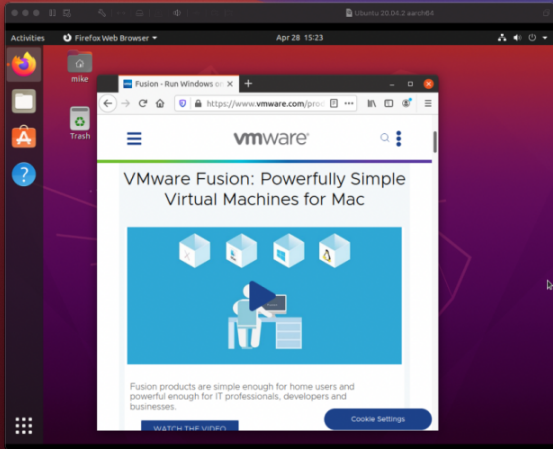 Ubuntu 20.04.2 aarch64
Activities
Firefox Web Browser
Apr 28 15:23
mike
Trash
Fusion - Run Windows on
https://www.vmware.com/prod
vmware
VMware Fusion: Powerfully Simple
Virtual Machines for Mac
Fusion products are simple enough for home users and
powerful enough for IT professionals, developers and
businesses.
WATCH THE VIDEO
Cookie Settings